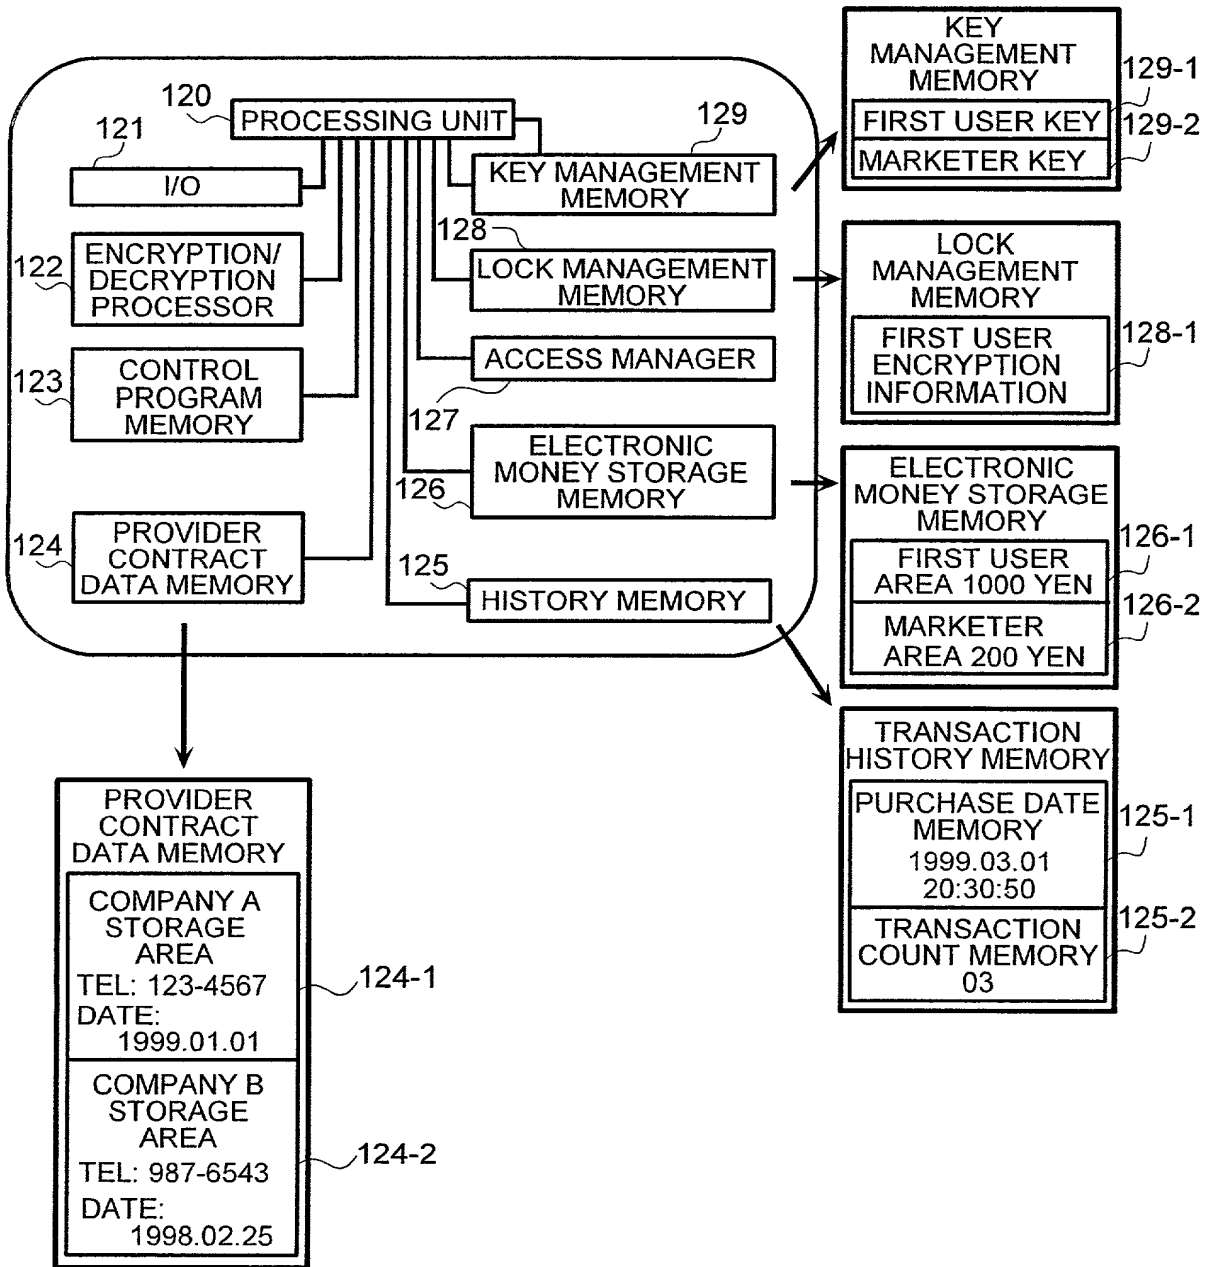 120
PROCESSING UNIT
121
I/O
122
ENCRYPTION/
DECRYPTION
PROCESSOR
123
CONTROL
PROGRAM
MEMORY
124
PROVIDER
CONTRACT
DATA MEMORY
129
KEY MANAGEMENT
MEMORY
128
LOCK MANAGEMENT
MEMORY
ACCESS MANAGER
127
ELECTRONIC
MONEY STORAGE
MEMORY
126
125
HISTORY MEMORY
KEY
MANAGEMENT
MEMORY
129-1
FIRST USER KEY
129-2
MARKETER KEY
LOCK
MANAGEMENT
MEMORY
128-1
FIRST USER
ENCRYPTION
INFORMATION
ELECTRONIC
MONEY STORAGE
MEMORY
126-1
FIRST USER
AREA 1000 YEN
126-2
MARKETER
AREA 200 YEN
TRANSACTION
HISTORY MEMORY
PURCHASE DATE
MEMORY
125-1
1999.03.01
20:30:50
125-2
TRANSACTION
COUNT MEMORY
03
PROVIDER
CONTRACT
DATA MEMORY
COMPANY A
STORAGE
AREA
TEL: 123-4567
124-1
DATE:
1999.01.01
COMPANY B
STORAGE
AREA
124-2
TEL: 987-6543
DATE:
1998.02.25